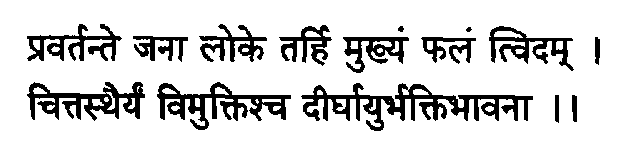 प्रवर्तन्ते जना लोके तर्हि मुख्यं फलं त्विदम् ।
चित्तस्थैर्यं विमुक्तिश्च दीर्घायुर्भक्तिभावना ।।